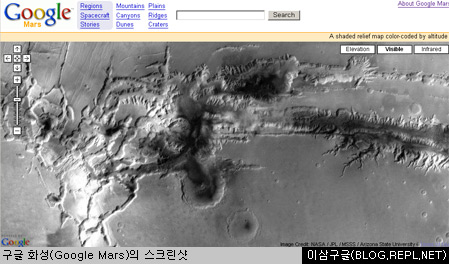 Google Mars
Regions Mountains Plains
Spacecraft Canyons Ridges
Stories Dunes Craters
Search
About Google Mars
A shaded relief map color-coded by altitude
Elevation Visible Infrared
Image Credit: NASA / JPL / MSSS / Arizona State University
구글 화성(Google Mars)의 스크린샷
이삼구글(BLOG,REPL,NET)